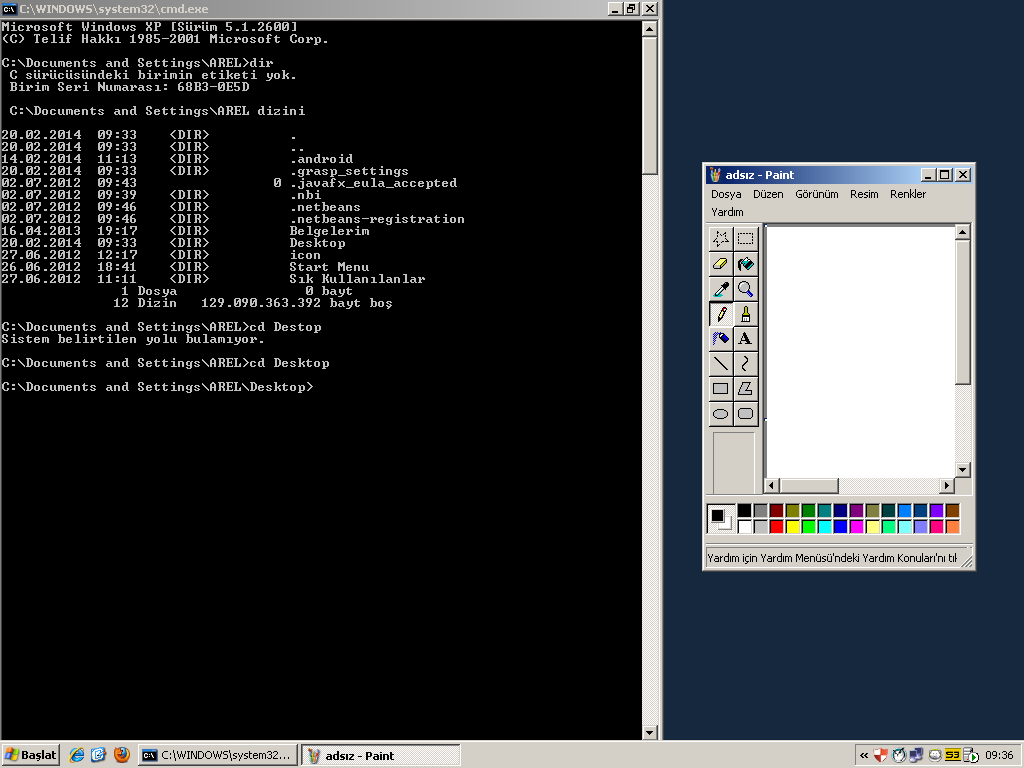 C:\WINDOWS\system32\cmd.exe
Microsoft Windows XP [Sürüm 5.1.2600]
(C) Telif Hakkı 1985-2001 Microsoft Corp.
C:\Documents and Settings\AREL>dir
C sürücüsündeki birimin etiketi yok.
Birim Seri Numarası: 68B3-0E5D
C:\Documents and Settings\AREL dizini
20.02.2014 09:33 <DIR> .
20.02.2014 09:33 <DIR> ..
14.02.2014 11:13 <DIR> .android
20.02.2014 09:33 <DIR> .grasp_settings
02.07.2012 09:43 0 .javafx_eula_accepted
02.07.2012 09:39 <DIR> .nbi
02.07.2012 09:46 <DIR> .netbeans
02.07.2012 09:46 <DIR> .netbeans-registration
16.04.2013 19:17 <DIR> Belgelerim
20.02.2014 09:33 <DIR> Desktop
27.06.2012 12:17 <DIR> icon
26.06.2012 18:41 <DIR> Start Menu
27.06.2012 11:11 <DIR> Sık Kullanılanlar
1 Dosya 0 bayt
12 Dizin 129.090.363.392 bayt boş
C:\Documents and Settings\AREL>cd Destop
Sistem belirtilen yolu bulamıyor.
C:\Documents and Settings\AREL>cd Desktop
C:\Documents and Settings\AREL\Desktop>
adsız - Paint
Dosya Düzen Görünüm Resim Renkler
Yardım
A
Yardım için Yardım Menüsü'ndeki Yardım Konuları'nı tık
Başlat C:\WINDOWS\system32... adsız - Paint « S3 09:36